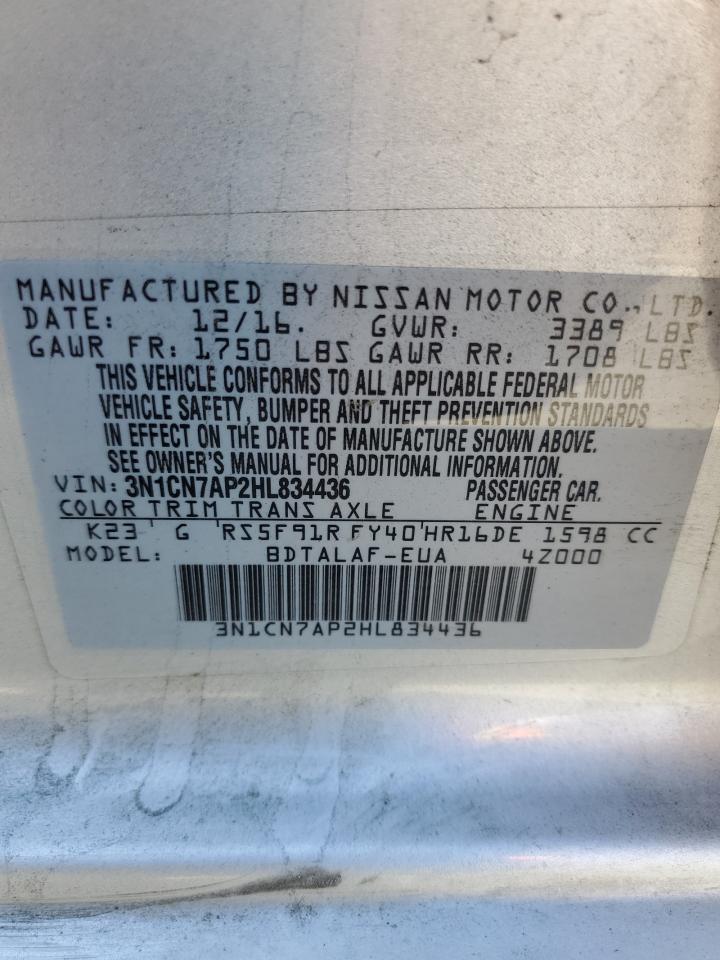 MANUFACTURED BY NISSAN MOTOR CO., LTD.
DATE: 12/16. GVWR: 3389 LBS
GAWR FR: 1750 LBS GAWR RR: 1708 LBS
THIS VEHICLE CONFORMS TO ALL APPLICABLE FEDERAL MOTOR
VEHICLE SAFETY, BUMPER AND THEFT PREVENTION STANDARDS
IN EFFECT ON THE DATE OF MANUFACTURE SHOWN ABOVE.
SEE OWNER'S MANUAL FOR ADDITIONAL INFORMATION.
VIN: 3N1CN7AP2HL834436 PASSENGER CAR.
COLOR TRIM TRANS AXLE ENGINE
K23 G RS5F91R FY40 HR16DE 1598 CC
MODEL: BDTALAF-EUA 4Z000
3N1CN7AP2HL834436